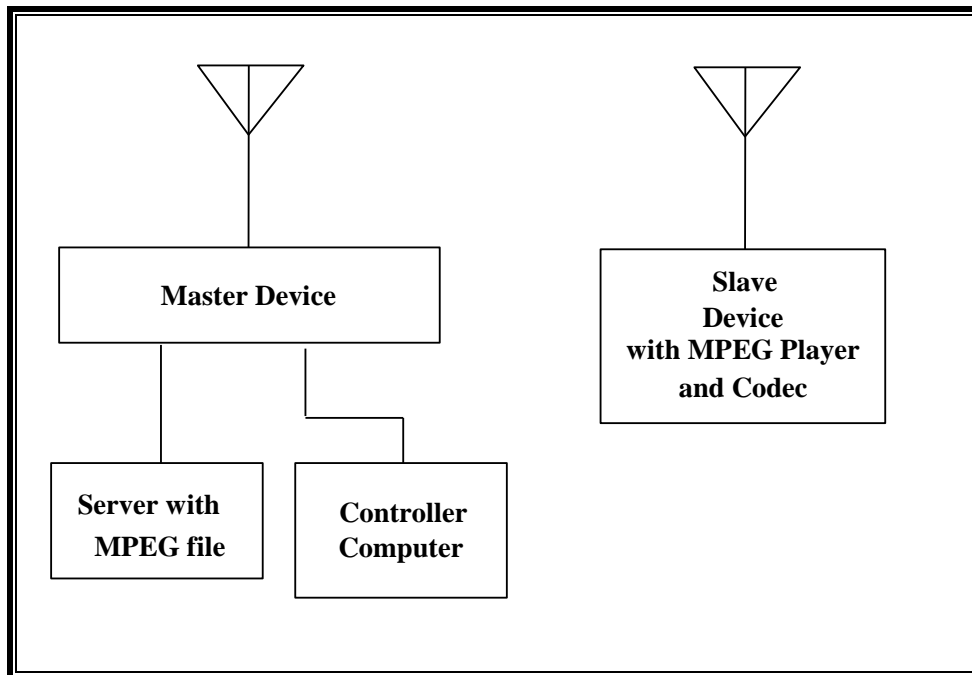 Master Device
Slave
Device
with MPEG Player
and Codec
Server with
MPEG file
Controller
Computer